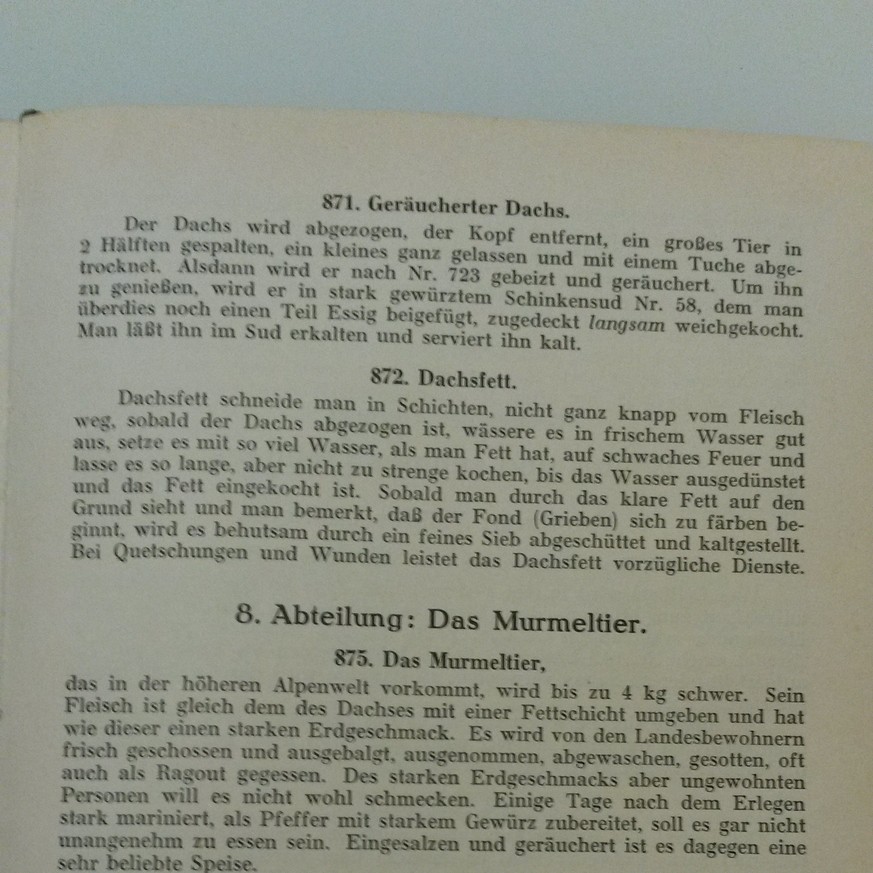 871. Geräucherter Dachs.
Der Dachs wird abgezogen, der Kopf entfernt, ein großes Tier in
2 Hälften gespalten, ein kleines ganz gelassen und mit einem Tuche abge-
trocknet. Alsdann wird er nach Nr. 723 gebeizt und geräuchert. Um ihn
zu genießen, wird er in stark gewürztem Schinkensud Nr. 58, dem man
überdies noch einen Teil Essig beigefügt, zugedeckt langsam weichgekocht.
Man läßt ihn im Sud erkalten und serviert ihn kalt.
872. Dachsfett.
Dachsfett schneide man in Schichten, nicht ganz knapp vom Fleisch
weg, sobald der Dachs abgezogen ist, wässere es in frischem Wasser gut
aus, setze es mit so viel Wasser, als man Fett hat, auf schwaches Feuer und
lasse es so lange, aber nicht zu strenge kochen, bis das Wasser ausgedünstet
und das Fett eingekocht ist. Sobald man durch das klare Fett auf den
Grund sieht und man bemerkt, daß der Fond (Grieben) sich zu färben be-
ginnt, wird es behutsam durch ein feines Sieb abgeschüttet und kaltgestellt.
Bei Quetschungen und Wunden leistet das Dachsfett vorzügliche Dienste.
8. Abteilung: Das Murmeltier.
875. Das Murmeltier,
das in der höheren Alpenwelt vorkommt, wird bis zu 4 kg schwer. Sein
Fleisch ist gleich dem des Dachses mit einer Fettschicht umgeben und hat
wie dieser einen starken Erdgeschmack. Es wird von den Landesbewohnern
frisch geschossen und ausgebalgt, ausgenommen, abgewaschen, gesotten, oft
auch als Ragout gegessen. Des starken Erdgeschmacks aber ungewohnten
Personen will es nicht wohl schmecken. Einige Tage nach dem Erlegen
stark mariniert, als Pfeffer mit starkem Gewürz zubereitet, soll es gar nicht
unangenehm zu essen sein. Eingesalzen und geräuchert ist es dagegen eine
sehr beliebte Speise.